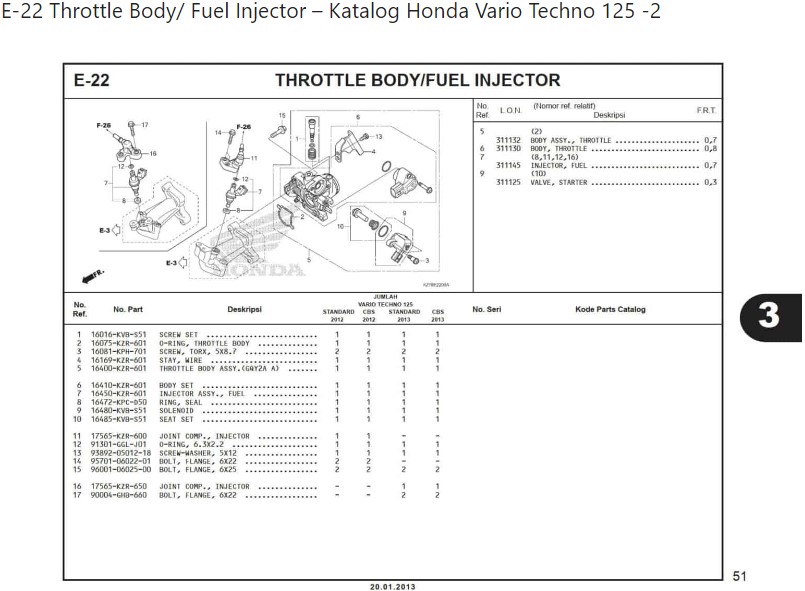 E-22 Throttle Body/ Fuel Injector – Katalog Honda Vario Techno 125 -2
E-22 THROTTLE BODY/FUEL INJECTOR
F-26 17 16 12 7 8 E-3
14 F-26 11 12 7 8 E-3
15 1 6 13 4 2 9 10 3 5
HONDA
FR.
No. Ref. L.O.N. (Nomor ref. relatif) Deskripsi F.R.T.
5 (2)
311132 BODY ASSY., THROTTLE ..................... 0,7
6 311130 BODY, THROTTLE ........................... 0,8
7 (8,11,12,16)
311145 INJECTOR, FUEL ........................... 0,7
9 (10)
311125 VALVE, STARTER ........................... 0,3
No. Ref. No. Part Deskripsi JUMLAH No. Seri Kode Parts Catalog
VARIO TECHNO 125
STANDARD 2012 CBS 2012 STANDARD 2013 CBS 2013
1 16016-KVB-S51 SCREW SET .......................... 1 1 1 1
2 16075-KZR-601 O-RING, THROTTLE BODY .............. 1 1 1 1
3 16081-KPH-701 SCREW, TORX, 5X8.7 ................. 2 2 2 2
4 16169-KZR-601 STAY, WIRE ......................... 1 1 1 1
5 16400-KZR-601 THROTTLE BODY ASSY.(GQY2A A) ....... 1 1 1 1
6 16410-KZR-601 BODY SET ........................... 1 1 1 1
7 16450-KZR-601 INJECTOR ASSY., FUEL ............... 1 1 1 1
8 16472-KPC-D50 RING, SEAL ......................... 1 1 1 1
9 16480-KVB-S51 SOLENOID ........................... 1 1 1 1
10 16485-KVB-S51 SEAT SET ........................... 1 1 1 1
11 17565-KZR-600 JOINT COMP., INJECTOR .............. 1 1 – –
12 91301-GGL-J01 O-RING, 6.3X2.2 .................... 1 1 1 1
13 93892-05012-18 SCREW-WASHER, 5X12 ................. 1 1 1 1
14 95701-06022-01 BOLT, FLANGE, 6X22 ................. 2 2 – –
15 96001-06025-00 BOLT, FLANGE, 6X25 ................. 2 2 2 2
16 17565-KZR-650 JOINT COMP., INJECTOR .............. – – 1 1
17 90004-GHB-660 BOLT, FLANGE, 6X22 ................. – – 2 2
3
51
20.01.2013